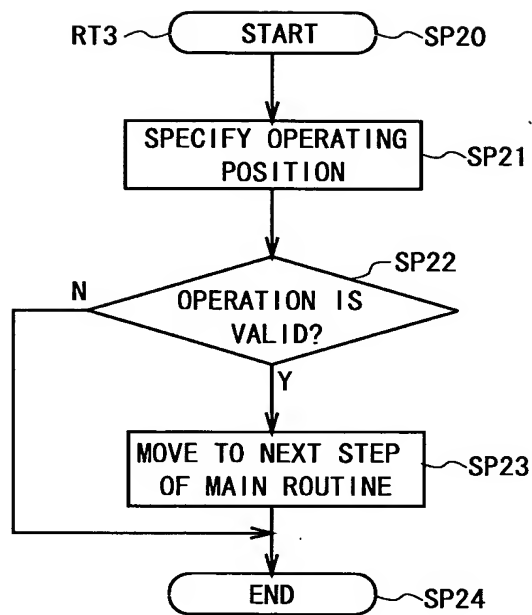 RT3 START SP20
SPECIFY OPERATING
POSITION
SP21
SP22
N
OPERATION IS
VALID?
Y
MOVE TO NEXT STEP
OF MAIN ROUTINE
SP23
END SP24